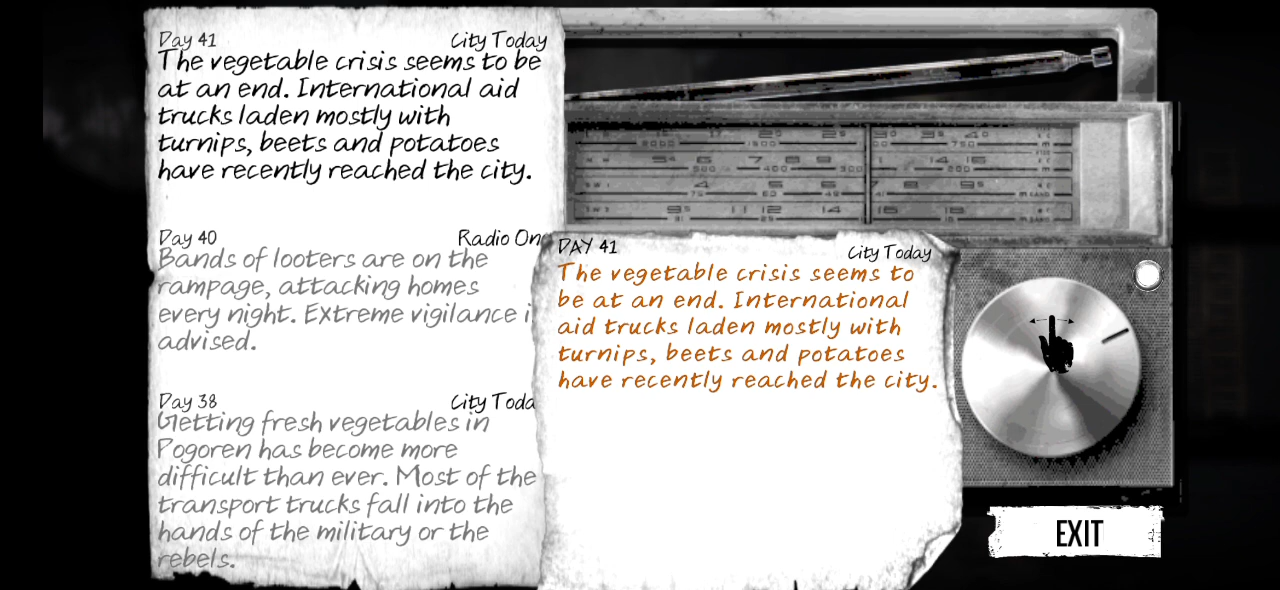 Day 41 City Today
The vegetable crisis seems to be
at an end. International aid
trucks laden mostly with
turnips, beets and potatoes
have recently reached the city.
Day 40 Radio On
Bands of looters are on the
rampage, attacking homes
every night. Extreme vigilance i
advised.
Day 38 City Toda
Getting fresh vegetables in
Pogoren has become more
difficult than ever. Most of the
transport trucks fall into the
hands of the military or the
rebels.
DAY 41 City Today
The vegetable crisis seems to
be at an end. International
aid trucks laden mostly with
turnips, beets and potatoes
have recently reached the city.
EXIT